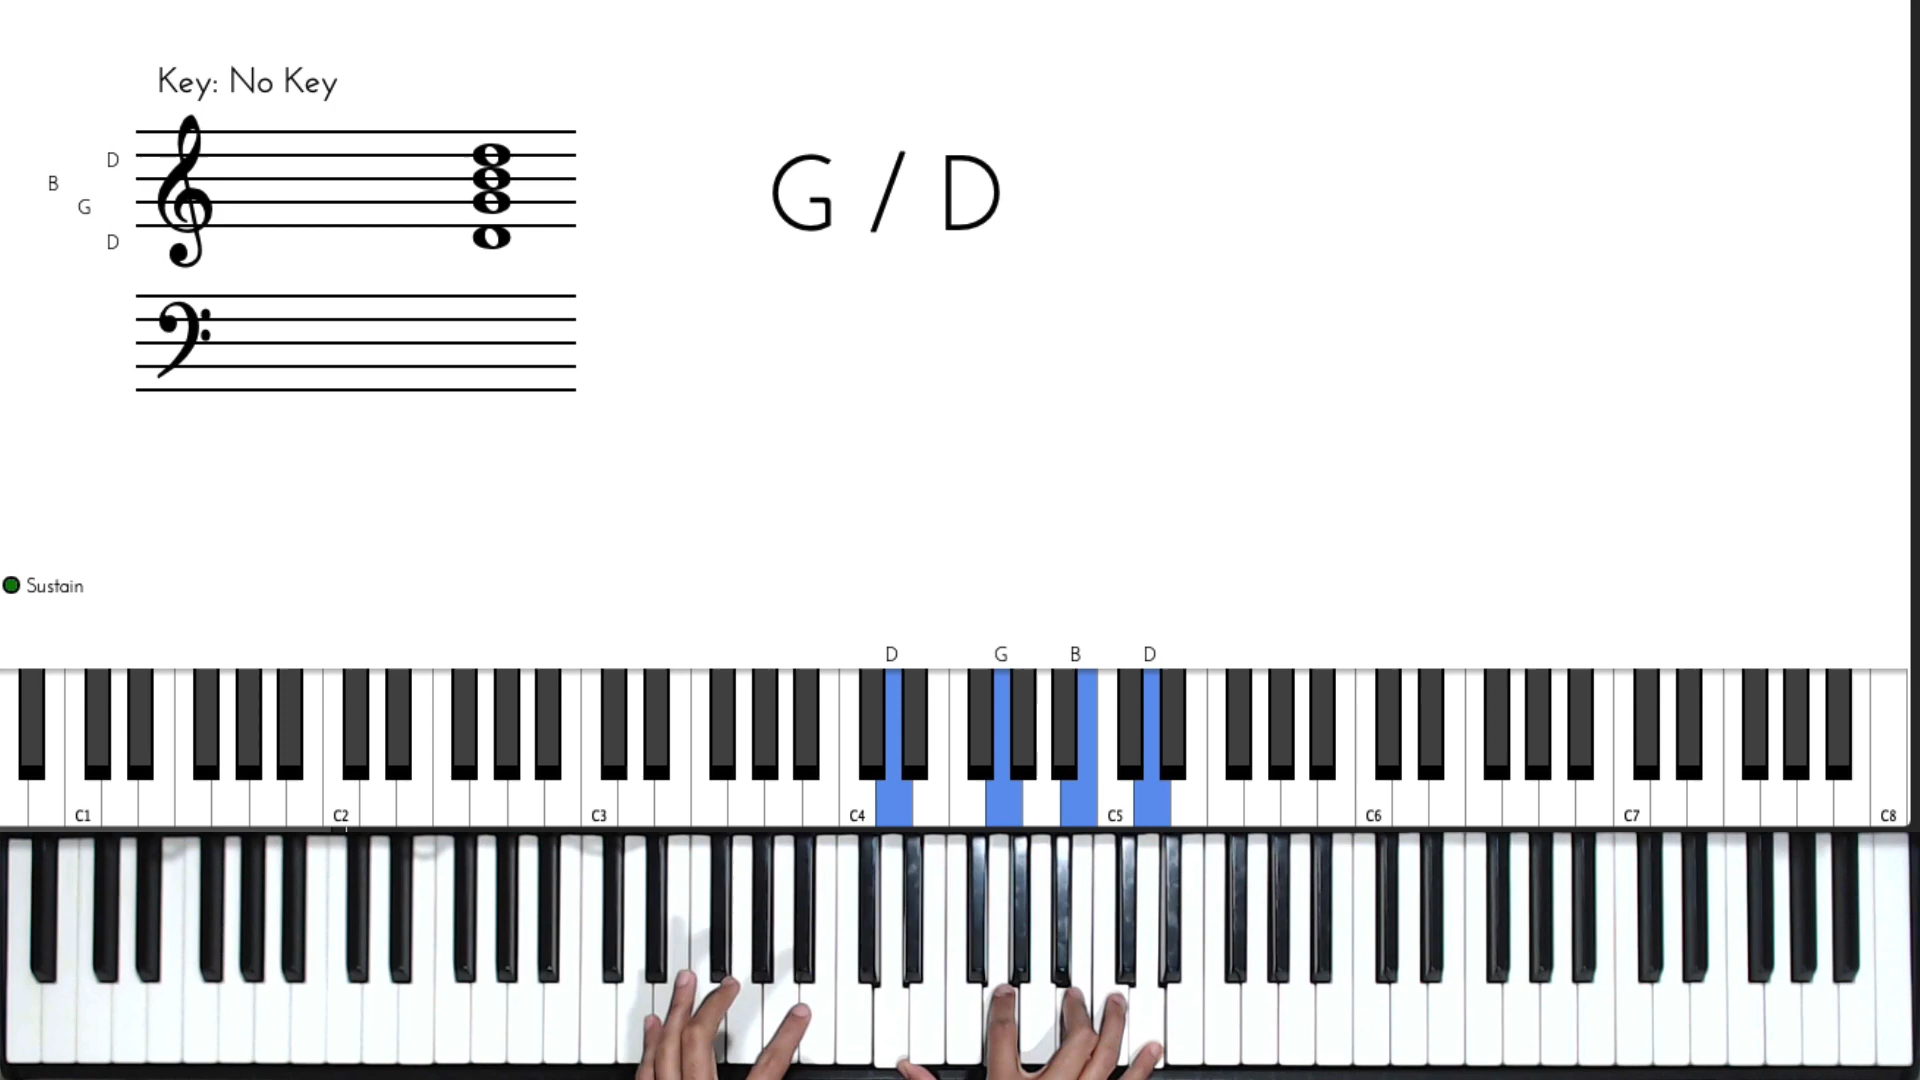 Key: No Key
D
B
G
D
G / D
Sustain
D G B D
C1 C2 C3 C4 C5 C6 C7 C8